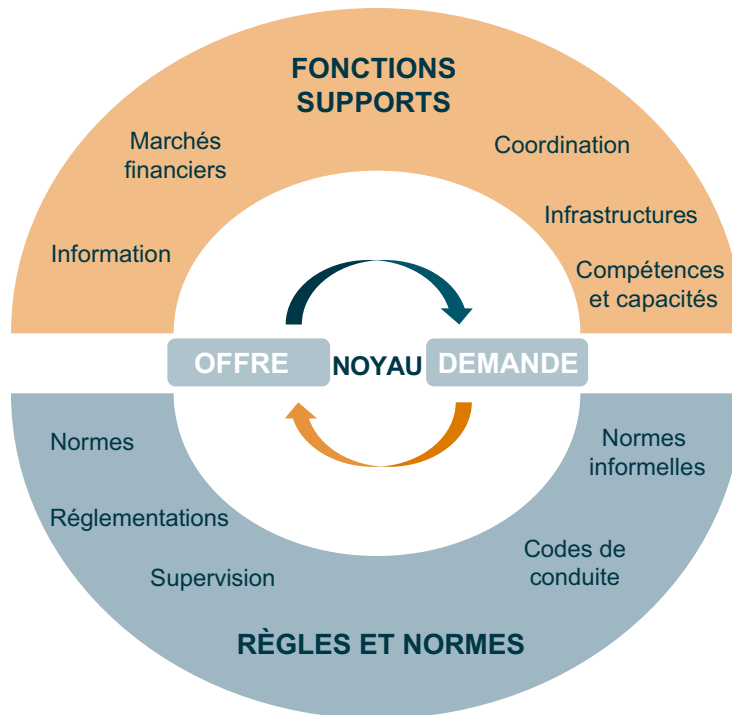 FONCTIONS
SUPPORTS
Marchés
financiers
Coordination
Infrastructures
Information
Compétences
et capacités
OFFRE
NOYAU
DEMANDE
Normes
Normes
informelles
Réglementations
Supervision
Codes de
conduite
RÈGLES ET NORMES